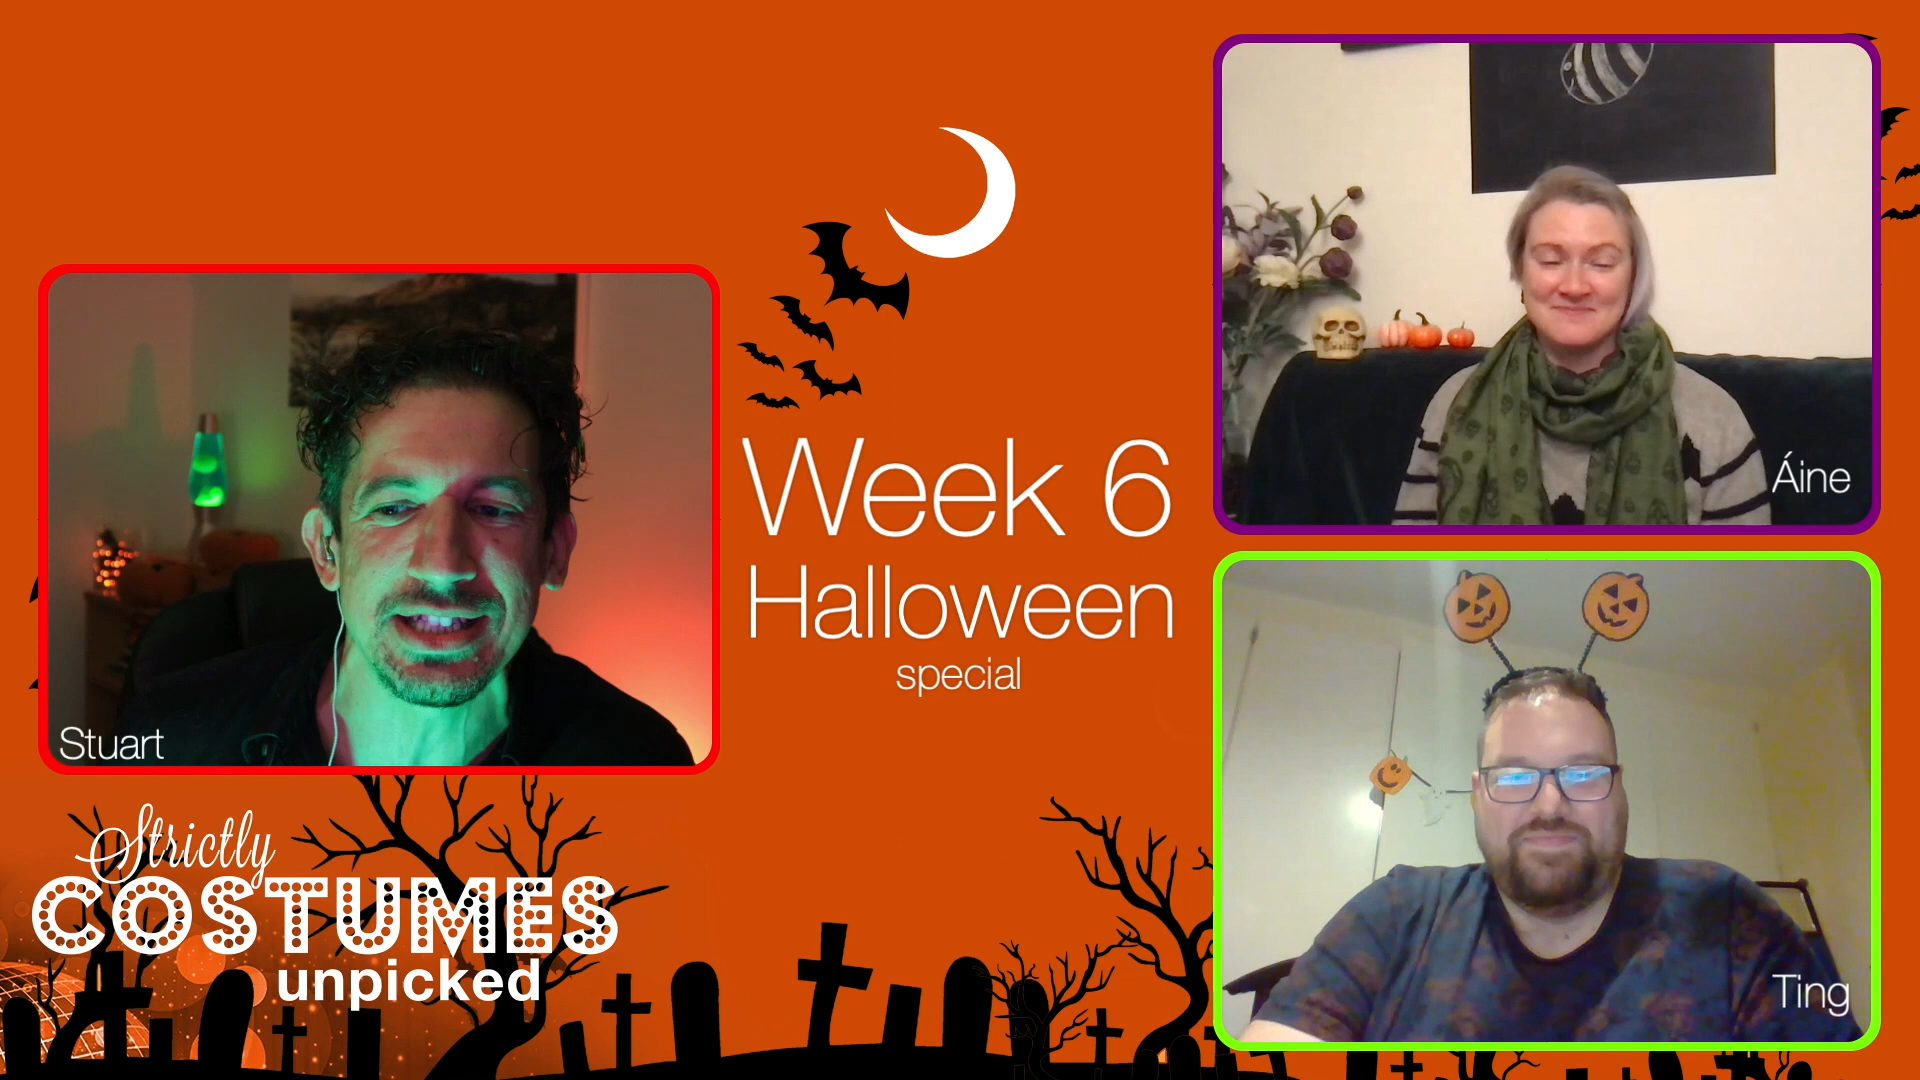 Week 6
Halloween
special
Stuart
Áine
Ting
Strictly
COSTUMES
unpicked